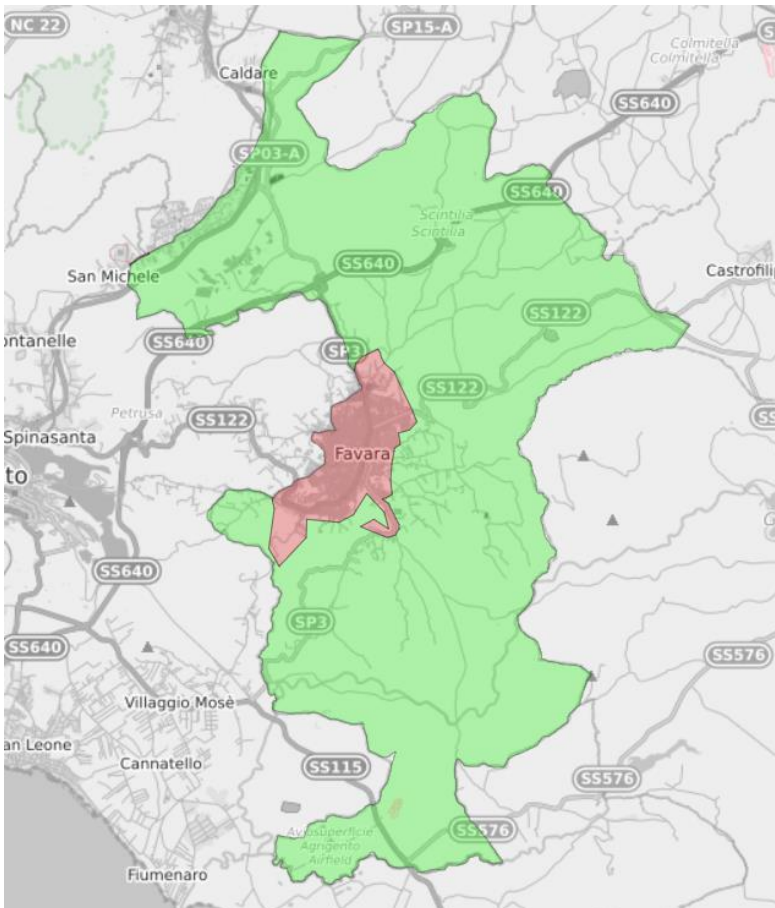 NC 22
SP15-A
Caldare
Colmitella
Colmitella
SS640
SP03-A
SS640
Scintilia
Scintilia
San Michele
SS640
Castrofilip
SS122
ontanelle
SS640
SP3
SS122
Petrusa
SS122
Spinasanta
Favara
to
SS640
SP3
SS640
SS576
Villaggio Mosè
an Leone
Cannatello
SS115
SS576
Aviosuperficie
Agrigento
Airfield
SS576
Fiumenaro